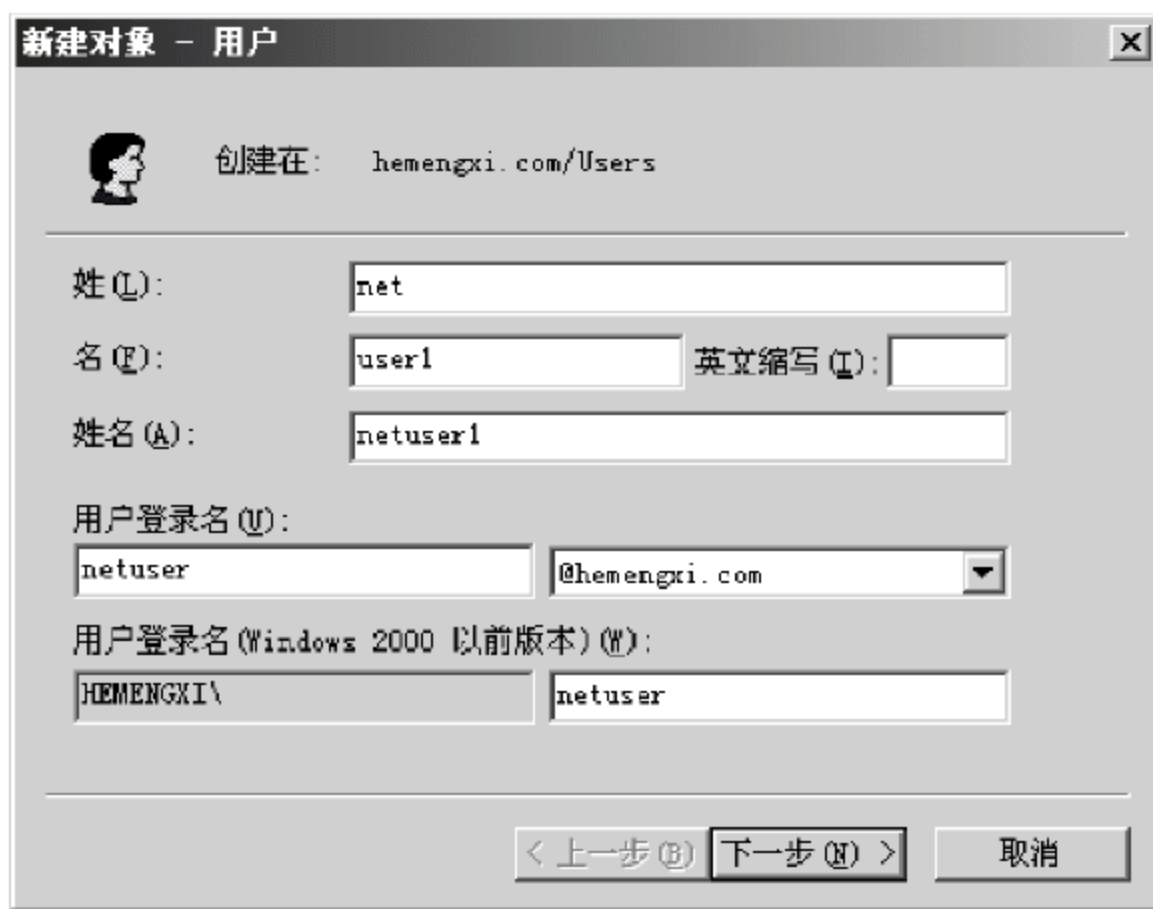 新建对象 - 用户
创建在: hemengxi.com/Users
姓(L): net
名(F): user1 英文缩写(I):
姓名(A): netuser1
用户登录名(U):
netuser @hemengxi.com
用户登录名(Windows 2000 以前版本)(W):
HEMENGXI\ netuser
< 上一步(B) 下一步(N) > 取消